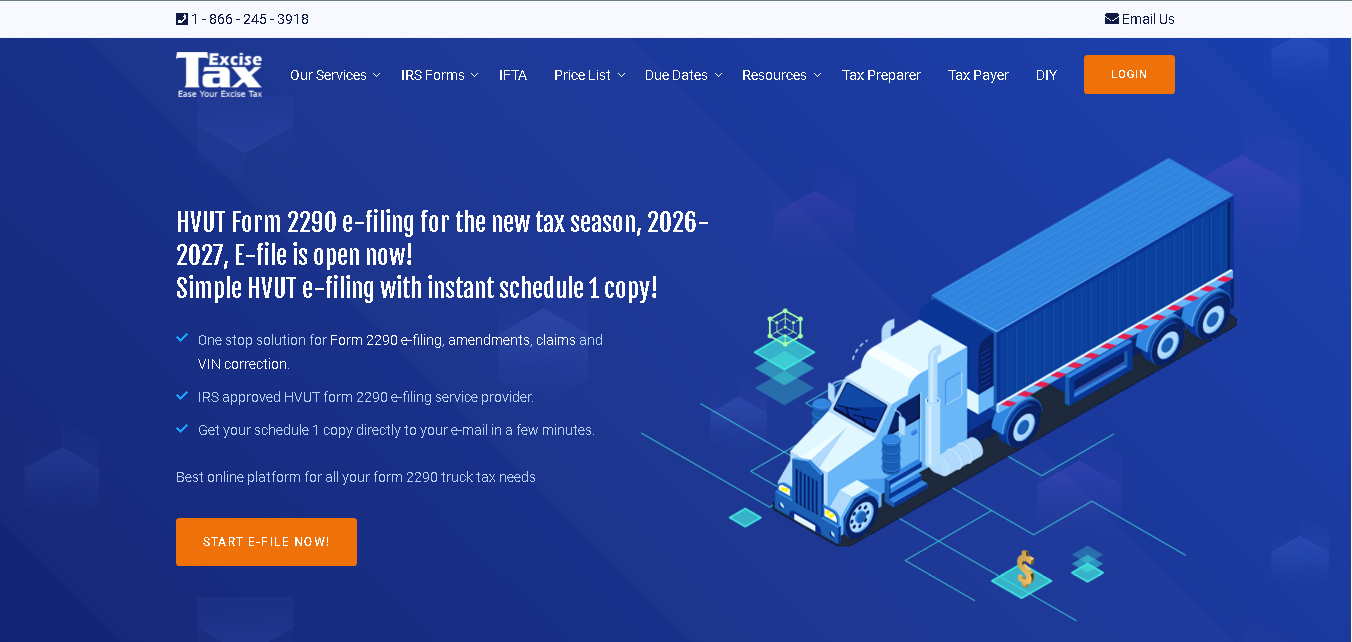 1 - 866 - 245 - 3918
Email Us
Excise
Tax
Ease Your Excise Tax
Our Services
IRS Forms
IFTA
Price List
Due Dates
Resources
Tax Preparer
Tax Payer
DIY
LOGIN
HVUT Form 2290 e-filing for the new tax season, 2026-
2027, E-file is open now!
Simple HVUT e-filing with instant schedule 1 copy!
One stop solution for Form 2290 e-filing, amendments, claims and
VIN correction.
IRS approved HVUT form 2290 e-filing service provider.
Get your schedule 1 copy directly to your e-mail in a few minutes.
Best online platform for all your form 2290 truck tax needs
START E-FILE NOW!